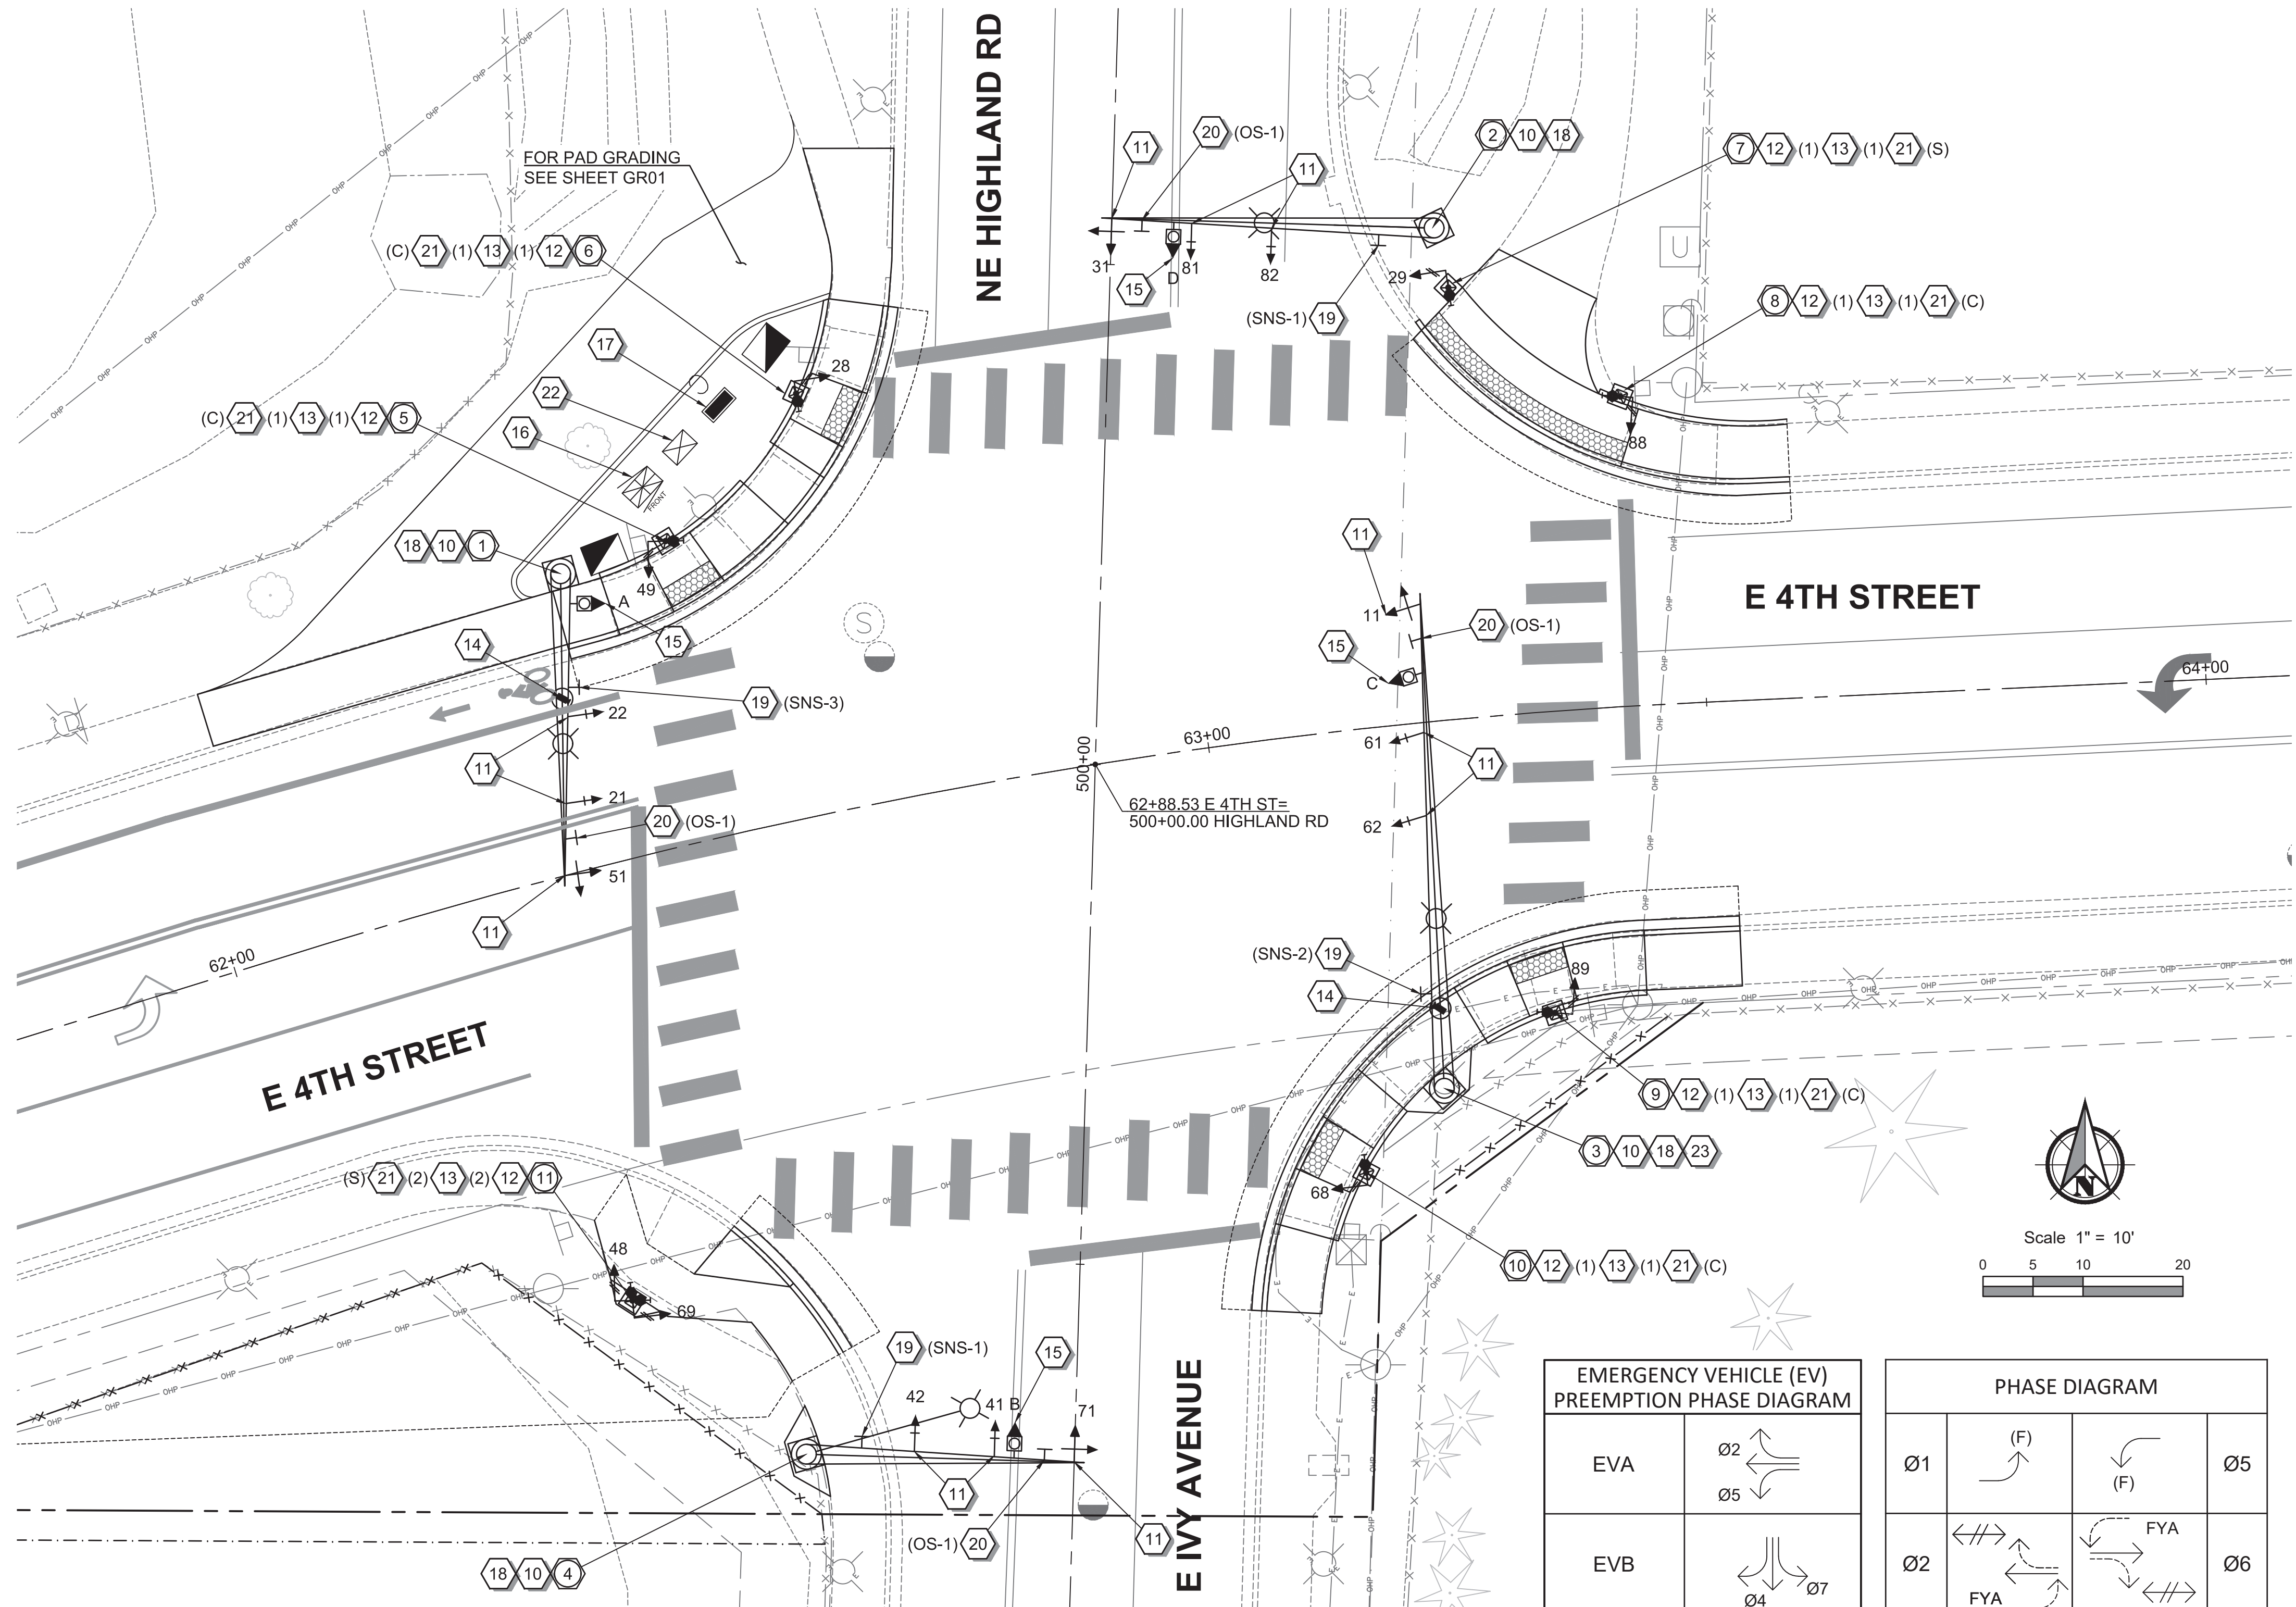 NE HIGHLAND RD
FOR PAD GRADING
SEE SHEET GR01
11
20 (OS-1)
11
2 10 18
7 12 (1) 13 (1) 21 (S)
(C) 21 (1) 13 (1) 12 6
31
15
D
81
82
(SNS-1) 19
29
8 12 (1) 13 (1) 21 (C)
U
17
28
22
(C) 21 (1) 13 (1) 12 5
16
FRONT
88
18 10 1
49
A
15
14
19 (SNS-3)
22
11
21
20 (OS-1)
51
11
S
11
11
20 (OS-1)
15
C
61
11
62
E 4TH STREET
64+00
63+00
500+00
62+88.53 E 4TH ST=
500+00.00 HIGHLAND RD
62+00
E 4TH STREET
(SNS-2) 19
14
89
9 12 (1) 13 (1) 21 (C)
3 10 18 23
68
10 12 (1) 13 (1) 21 (C)
(S) 21 (2) 13 (2) 12 11
48
69
19 (SNS-1)
15
42
41
B
71
11
(OS-1) 20
11
18 10 4
E IVY AVENUE
N
Scale 1" = 10'
0 5 10 20
EMERGENCY VEHICLE (EV)
PREEMPTION PHASE DIAGRAM
EVA
Ø2
Ø5
EVB
Ø4
Ø7
PHASE DIAGRAM
Ø1
(F)
(F)
Ø5
Ø2
FYA
FYA
Ø6
OHP
E